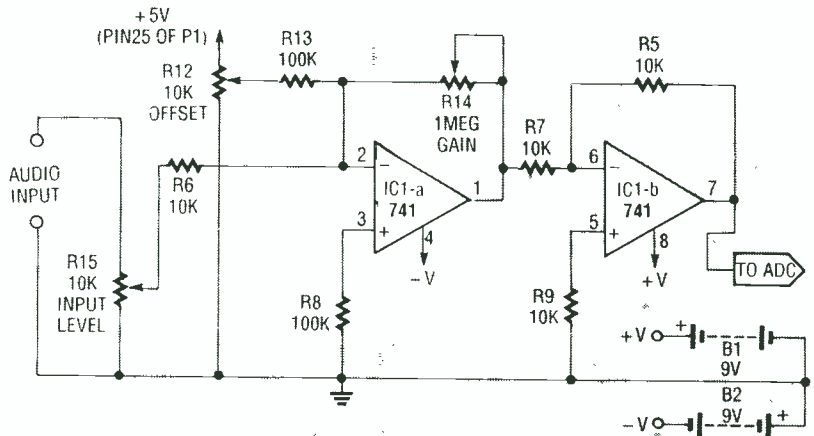 +5V
(PIN25 OF P1)
R12
10K
OFFSET
R13
100K
R14
1MEG
GAIN
R5
10K
R7
10K
AUDIO
INPUT
R6
10K
2
−
IC1-a
741
1
3
+
4
−V
6
−
IC1-b
741
7
5
+
8
+V
TO ADC
R15
10K
INPUT
LEVEL
R8
100K
R9
10K
+V
+
B1
9V
B2
9V
−V
+